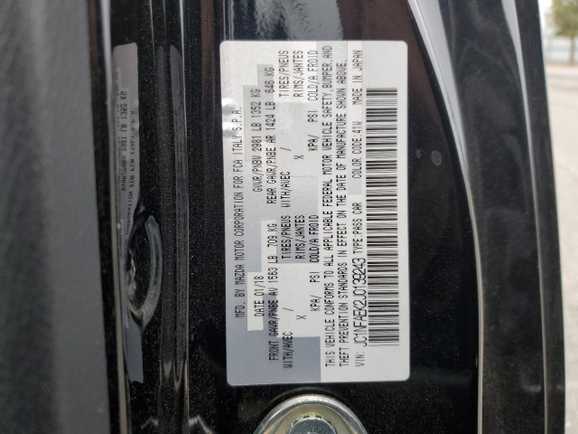 MFD. BY MAZDA MOTOR CORPORATION FOR FCA ITALY S.P.A.
DATE: 01/18 GVWR/PNBV 2981 LB 1352 KG
FRONT GAWR/PNBE AV 1563 LB 709 KG REAR GAWR/PNBE AR 1424 LB 646 KG
TIRES/PNEUS TIRES/PNEUS
WITH/AVEC X RIMS/JANTES WITH/AVEC X RIMS/JANTES
KPA/ PSI COLD/A FROID KPA/ PSI COLD/A FROID
THIS VEHICLE CONFORMS TO ALL APPLICABLE FEDERAL MOTOR VEHICLE SAFETY, BUMPER, AND
THEFT PREVENTION STANDARDS IN EFFECT ON THE DATE OF MANUFACTURE SHOWN ABOVE.
VIN: JC1NFAEK2J0139243 TYPE:PASS CAR COLOR CODE:41W MADE IN JAPAN